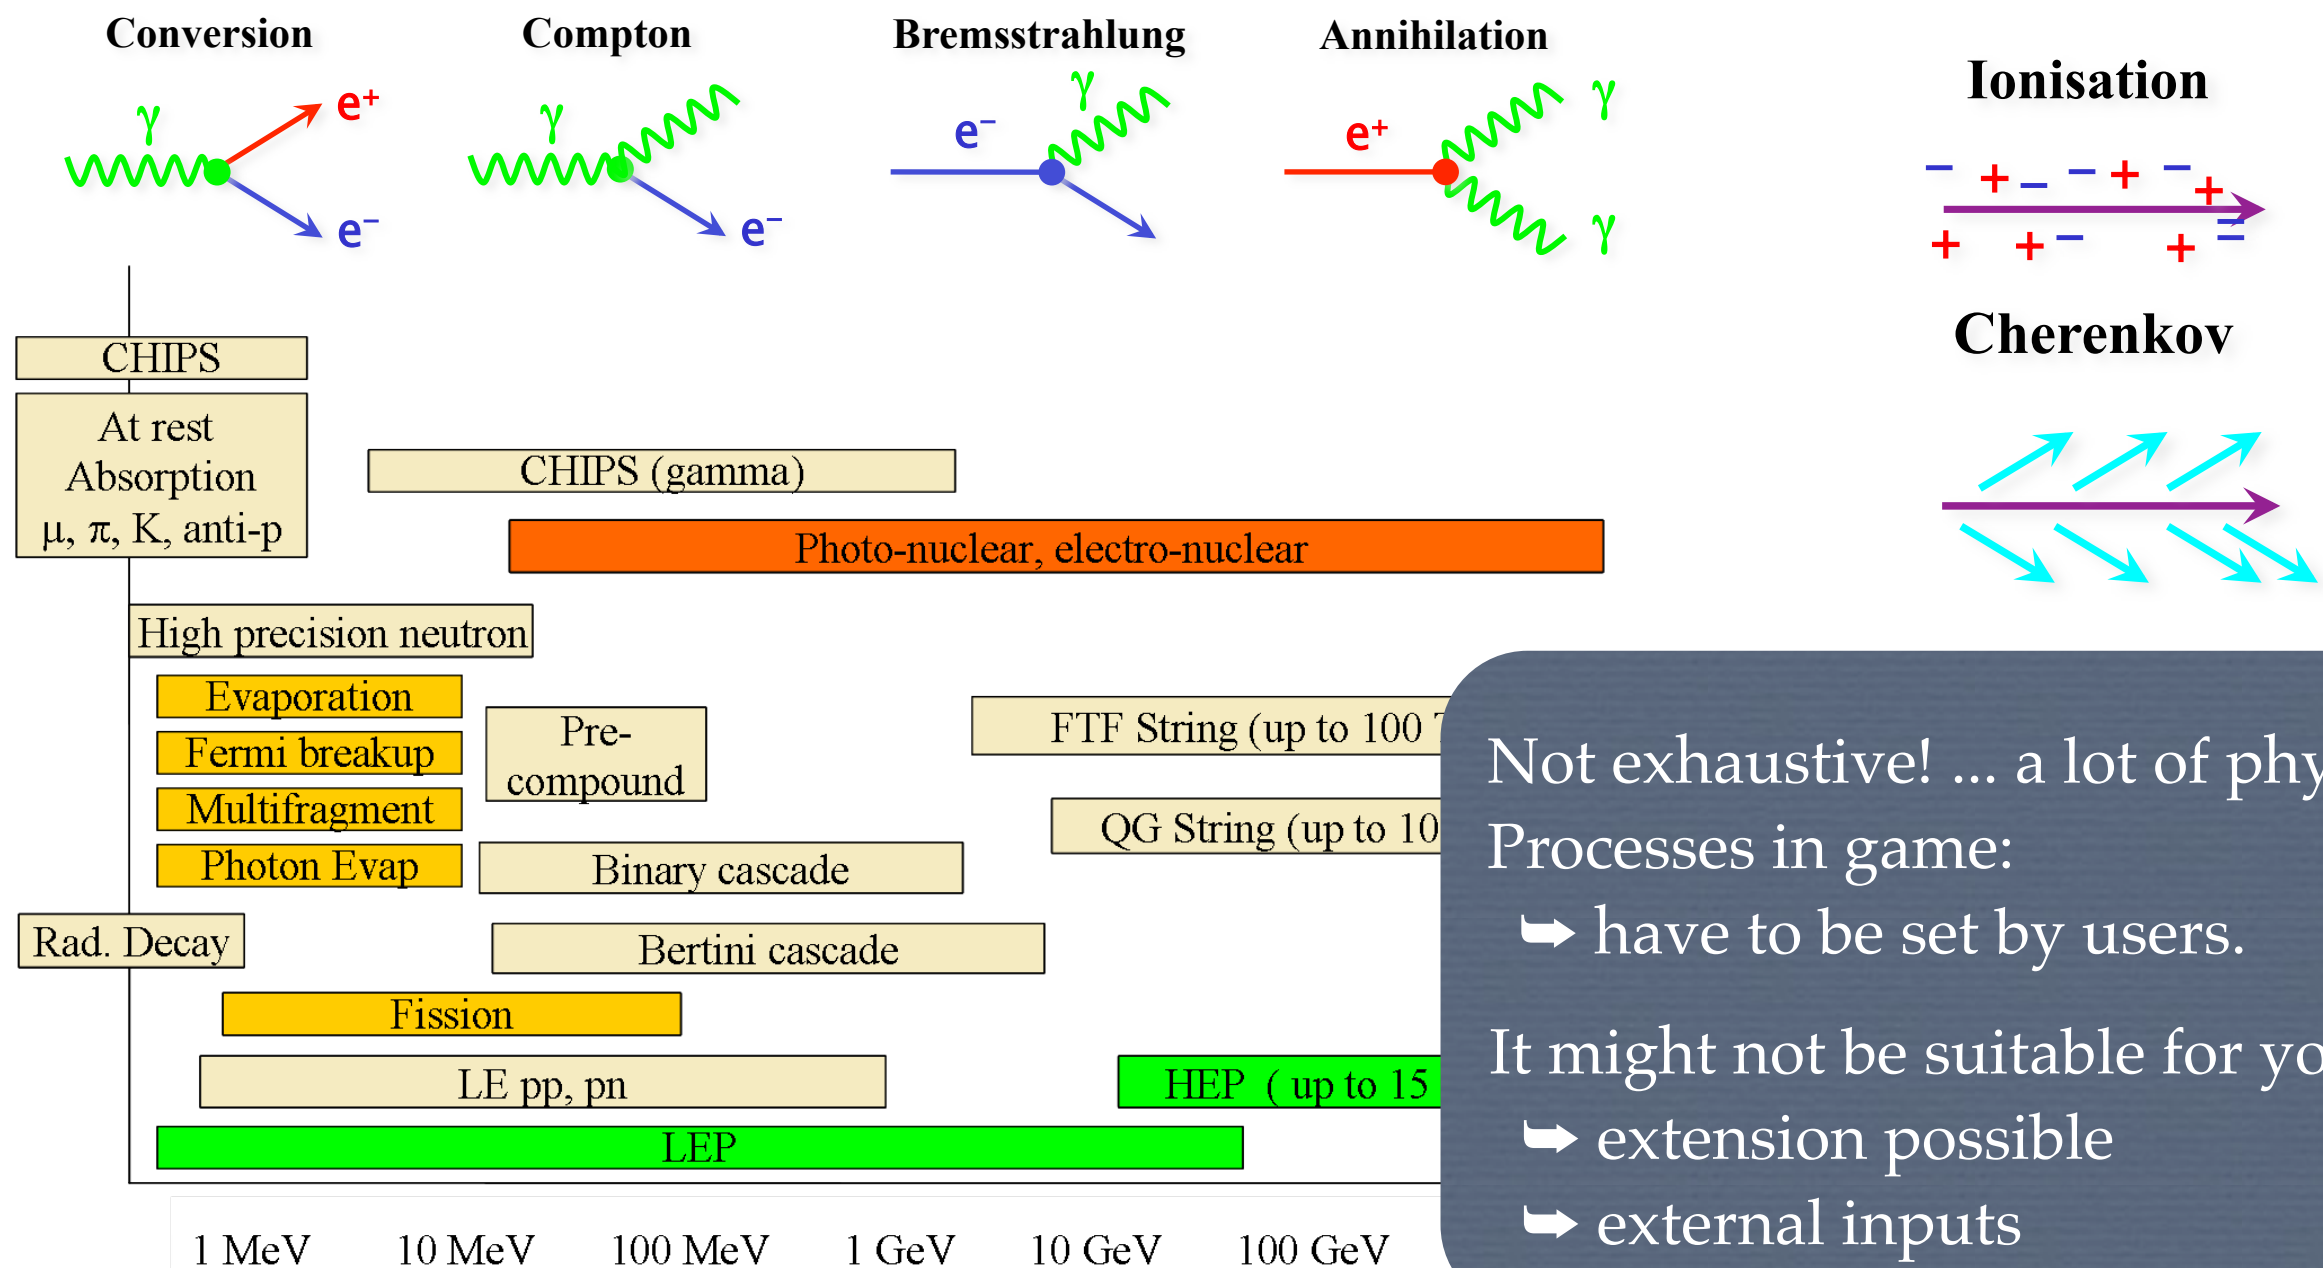 Conversion
Compton
Bremsstrahlung
Annihilation
Ionisation
γ
e⁺
e⁻
γ
e⁻
e⁻
γ
e⁺
γ
γ
− + − − + − +
+ + − + − −
Cherenkov
CHIPS
At rest
Absorption
μ, π, K, anti-p
CHIPS (gamma)
Photo-nuclear, electro-nuclear
High precision neutron
Evaporation
Fermi breakup
Multifragment
Photon Evap
Pre-
compound
FTF String (up to 100
QG String (up to 10
Binary cascade
Rad. Decay
Bertini cascade
Fission
LE pp, pn
HEP ( up to 15
LEP
1 MeV 10 MeV 100 MeV 1 GeV 10 GeV 100 GeV
Not exhaustive! ... a lot of phy
Processes in game:
➥ have to be set by users.
It might not be suitable for yo
➥ extension possible
➥ external inputs